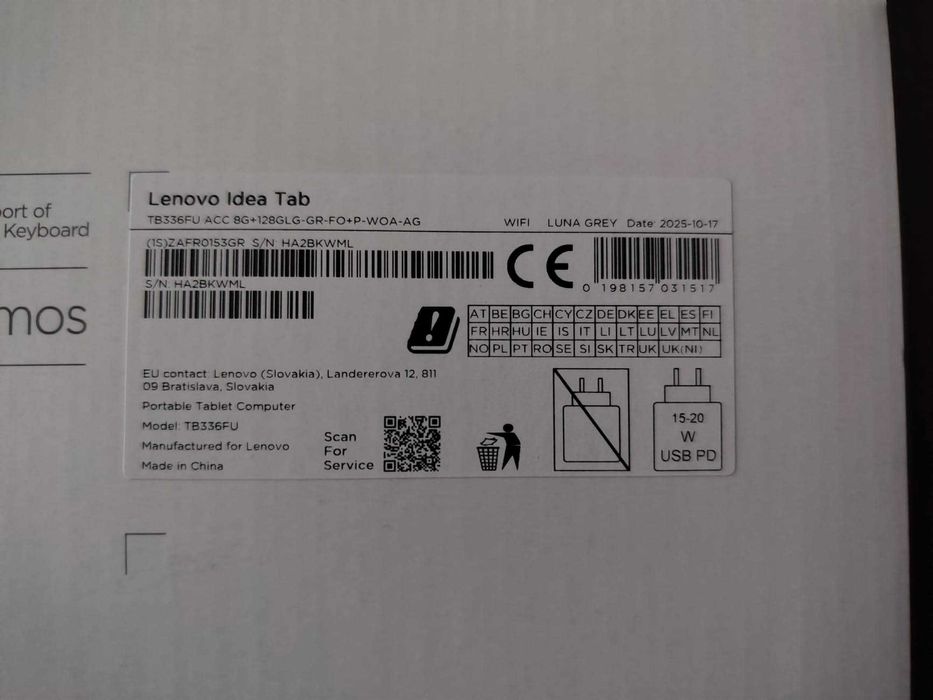 ort of
Keyboard
mos
Lenovo Idea Tab
TB336FU ACC 8G+128GLG-GR-FO+P-WOA-AG WIFI LUNA GREY Date: 2025-10-17
(1S)ZAFR0153GR S/N HA2BKWML
S/N: HA2BKWML
0 198157 031517
AT BE BG CH CY CZ DE DK EE EL ES FI
FR HR HU IE IS IT LI LT LU LV MT NL
NO PL PT RO SE SI SK TR UK UK(NI)
EU contact: Lenovo (Slovakia), Landererova 12, 811
09 Bratislava, Slovakia
Portable Tablet Computer
Model: TB336FU
Manufactured for Lenovo
Made in China
Scan
For
Service
15-20
W
USB PD
CE